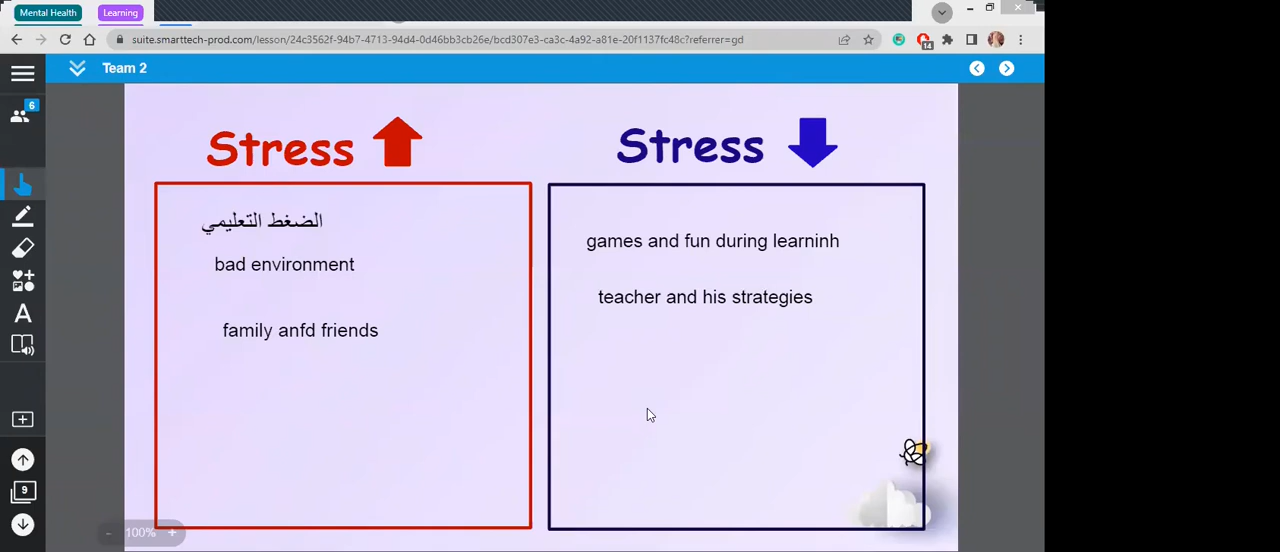 Mental Health
Learning
suite.smarttech-prod.com/lesson/24c3562f-94b7-4713-94d4-0d46bb3cb26e/bcd307e3-ca3c-4a92-a81e-20f1137fc48c?referrer=gd
14
Team 2
6
Stress
Stress
الضغط التعليمي
bad environment
family anfd friends
games and fun during learninh
teacher and his strategies
A
9
- 100% +